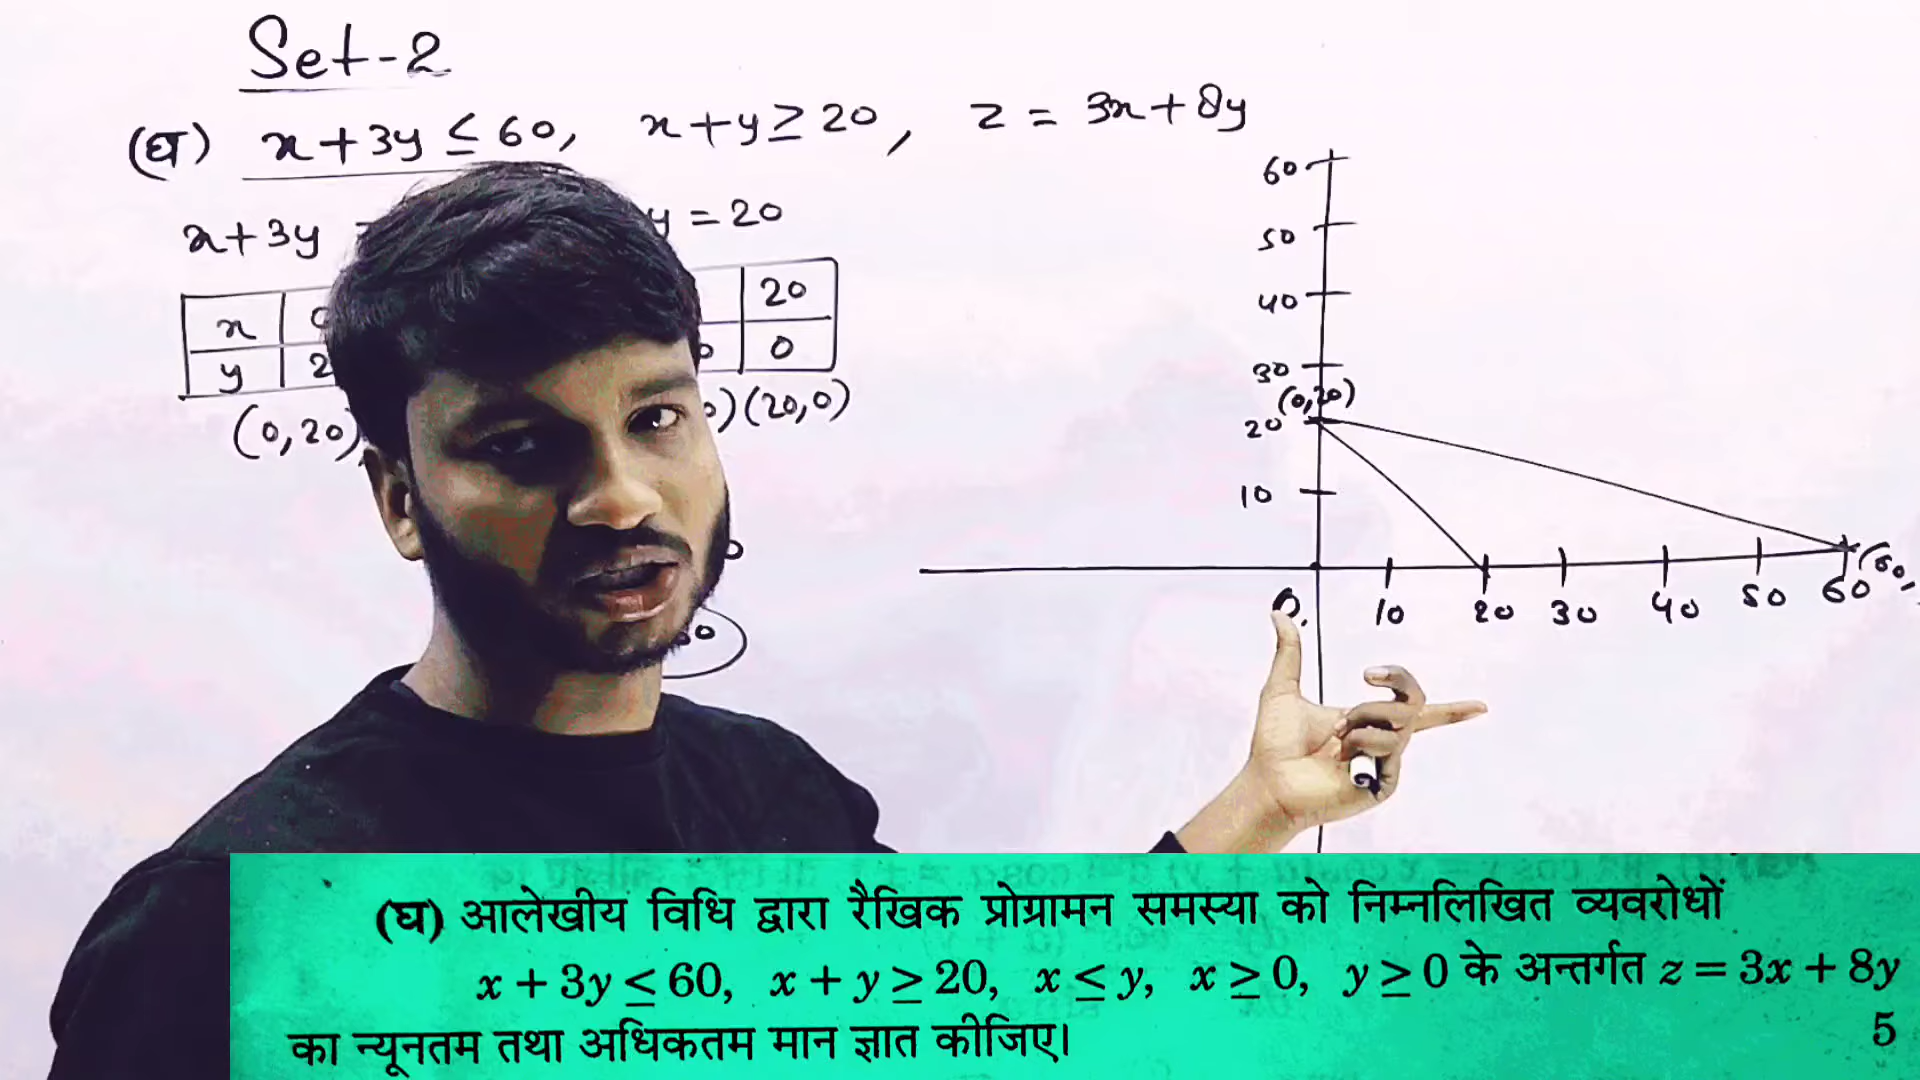 Set-2
(घ) x+3y ≤ 60, x+y ≥ 20, z = 3x+8y
x+3y y = 20
x 20
y 2 0
(0,20) (20,0)
60
50
40
30
(0,20)
20
10
0 10 20 30 40 50 60 (60,
(घ) आलेखीय विधि द्वारा रैखिक प्रोग्रामन समस्या को निम्नलिखित व्यवरोधों
x + 3y ≤ 60, x + y ≥ 20, x ≤ y, x ≥ 0, y ≥ 0 के अन्तर्गत z = 3x + 8y
का न्यूनतम तथा अधिकतम मान ज्ञात कीजिए। 5